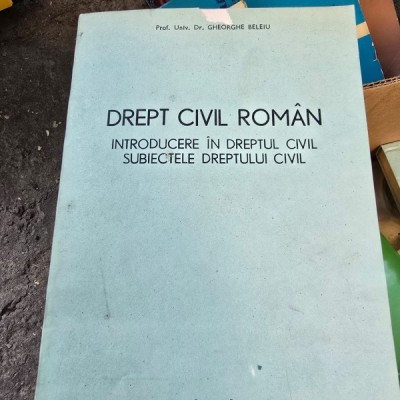 Prof. Univ. Dr. GHEORGHE BELEIU
DREPT CIVIL ROMÂN
INTRODUCERE ÎN DREPTUL CIVIL
SUBIECTELE DREPTULUI CIVIL